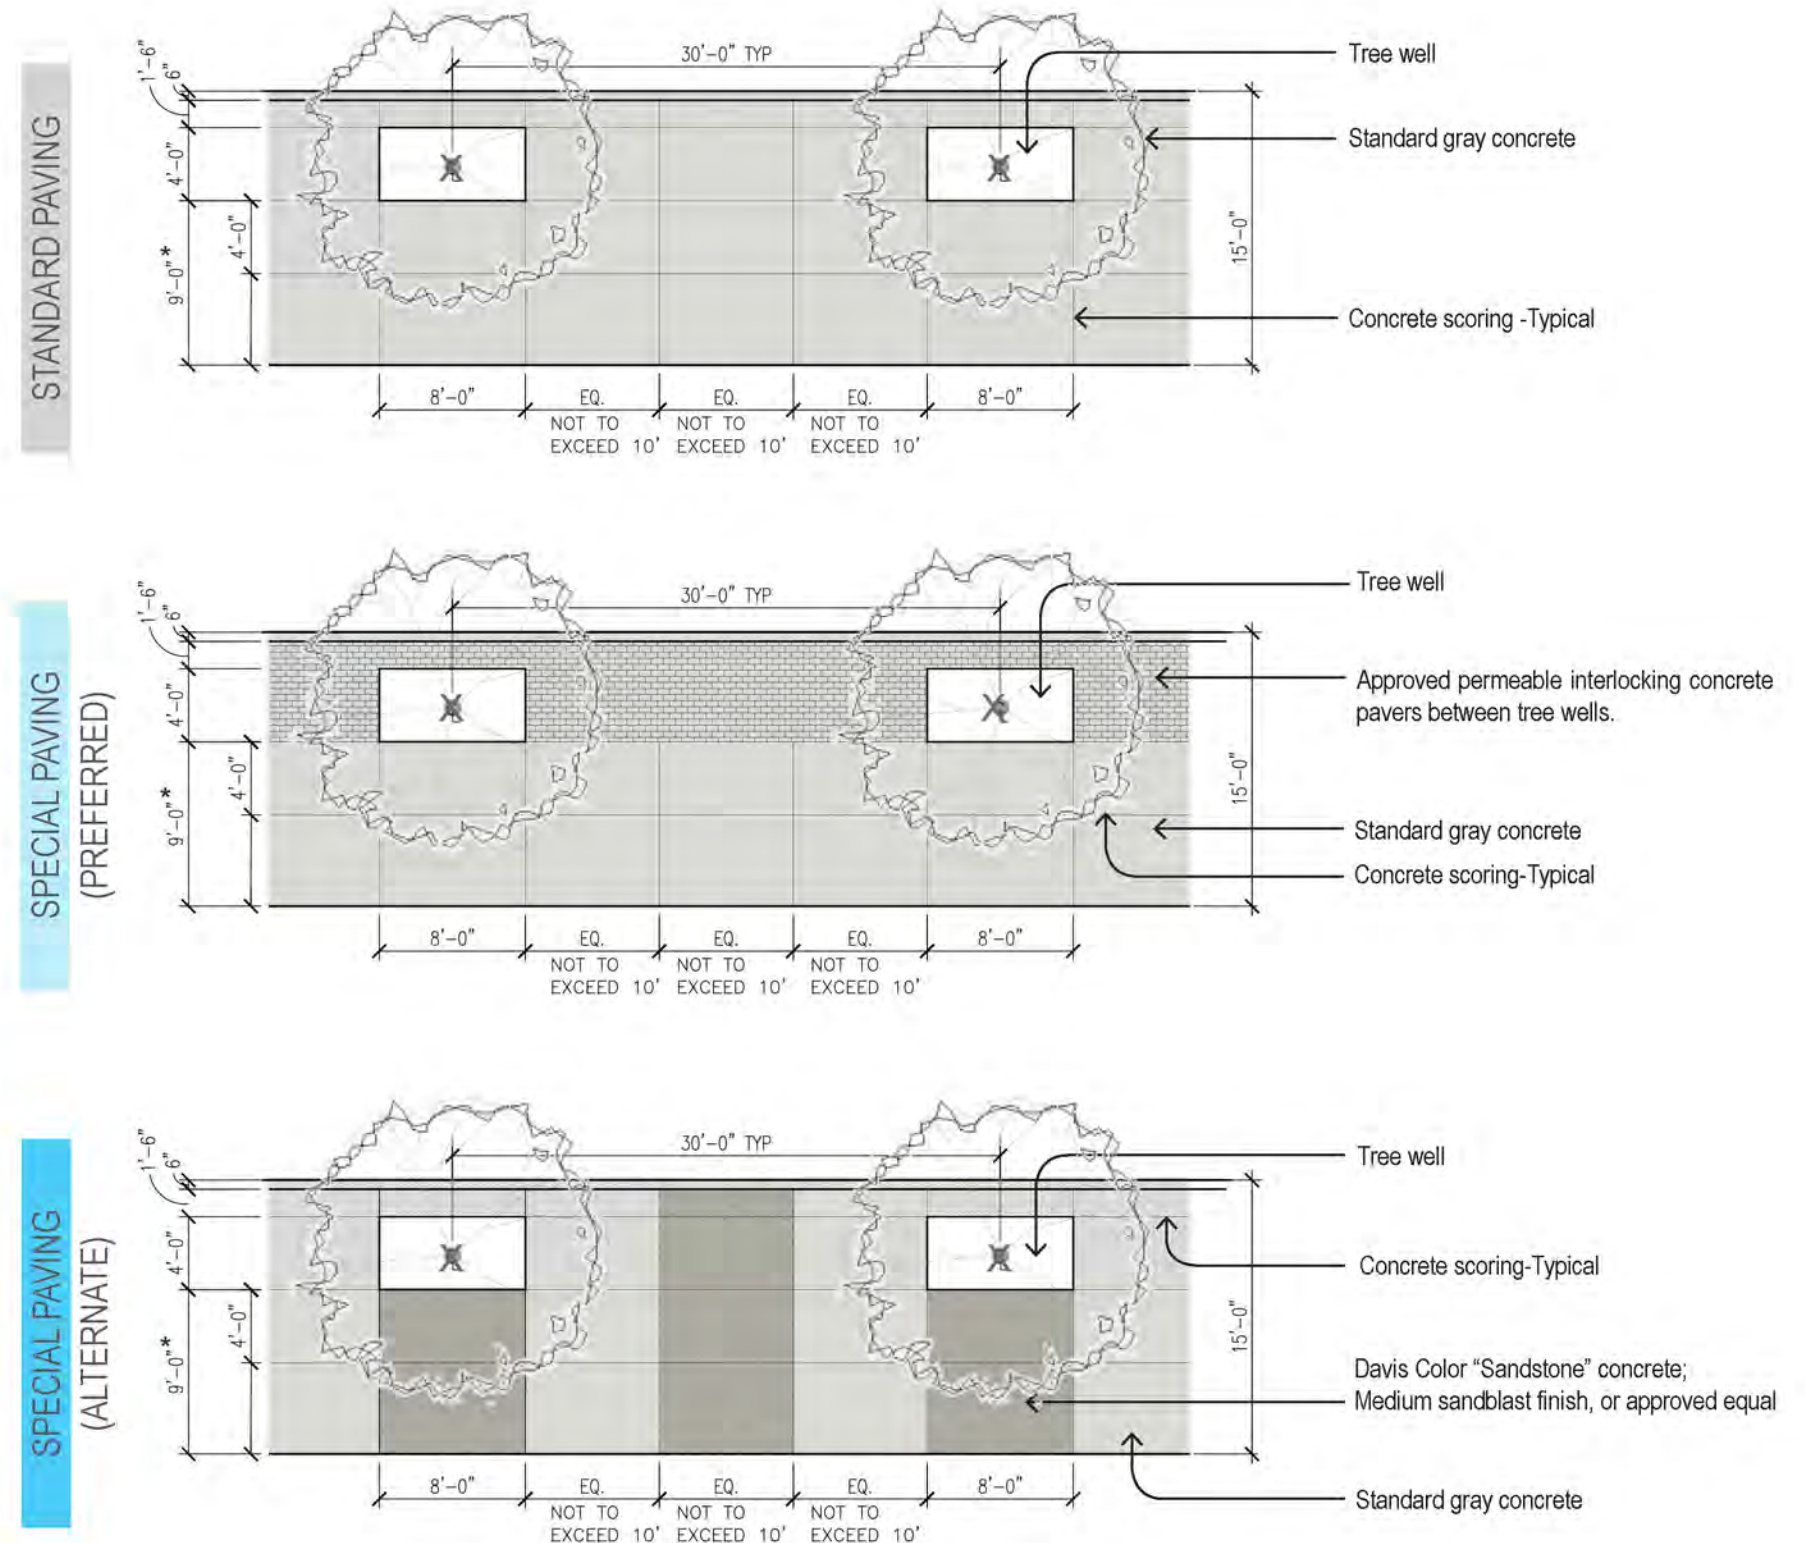 STANDARD PAVING
1'-6"
6"
4'-0"
9'-0"*
4'-0"
30'-0" TYP
15'-0"
Tree well
Standard gray concrete
Concrete scoring -Typical
8'-0" EQ. EQ. EQ. 8'-0"
NOT TO NOT TO NOT TO
EXCEED 10' EXCEED 10' EXCEED 10'
SPECIAL PAVING
(PREFERRED)
1'-6"
6"
4'-0"
9'-0"*
4'-0"
30'-0" TYP
15'-0"
Tree well
Approved permeable interlocking concrete
pavers between tree wells.
Standard gray concrete
Concrete scoring-Typical
8'-0" EQ. EQ. EQ. 8'-0"
NOT TO NOT TO NOT TO
EXCEED 10' EXCEED 10' EXCEED 10'
SPECIAL PAVING
(ALTERNATE)
1'-6"
6"
4'-0"
9'-0"*
4'-0"
30'-0" TYP
15'-0"
Tree well
Concrete scoring-Typical
Davis Color “Sandstone” concrete;
Medium sandblast finish, or approved equal
Standard gray concrete
8'-0" EQ. EQ. EQ. 8'-0"
NOT TO NOT TO NOT TO
EXCEED 10' EXCEED 10' EXCEED 10'